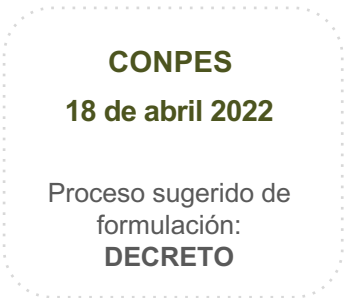 CONPES
18 de abril 2022
Proceso sugerido de
formulación:
DECRETO